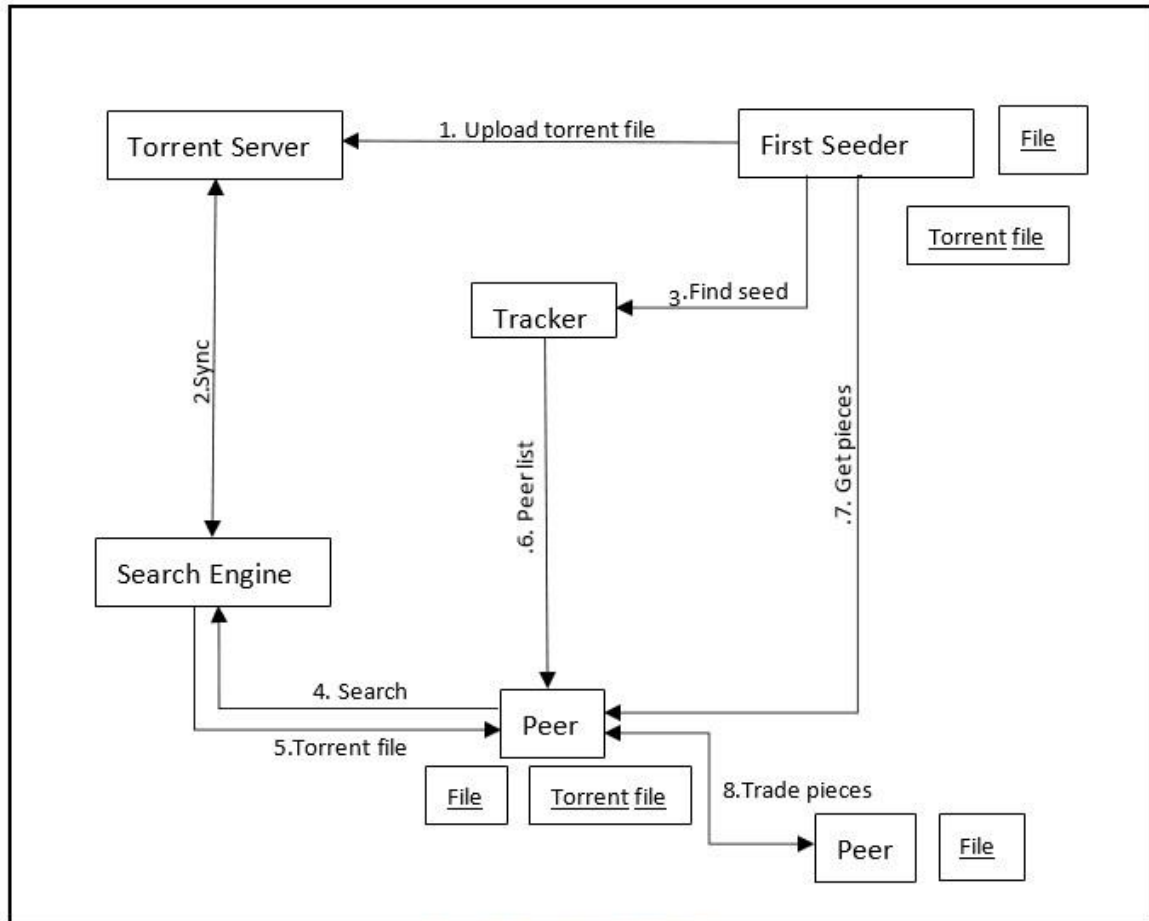 1. Upload torrent file
Torrent Server
First Seeder
File
Torrent file
3.Find seed
Tracker
2.Sync
.6. Peer list
.7. Get pieces
Search Engine
4. Search
Peer
5.Torrent file
File
Torrent file
8.Trade pieces
Peer
File